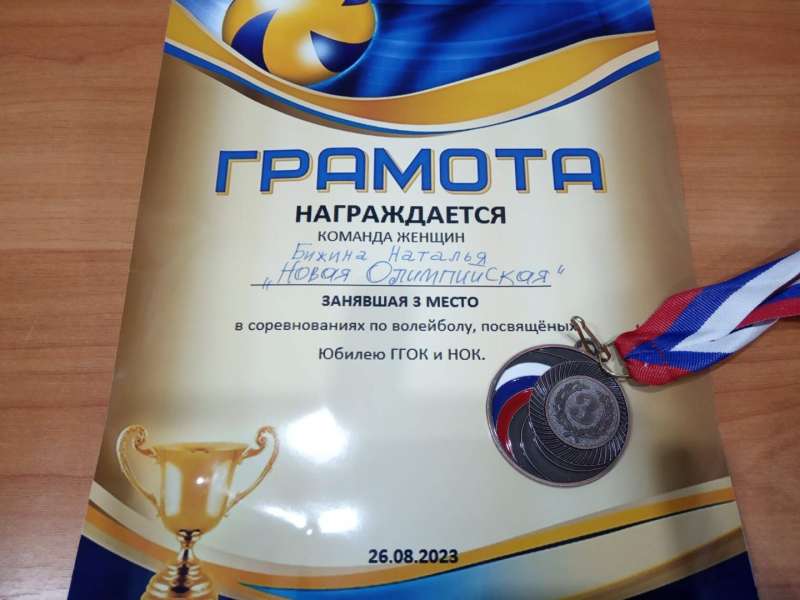 ГРАМОТА
НАГРАЖДАЕТСЯ
КОМАНДА ЖЕНЩИН
Бижина Наталья
„Новая Олимпийская"
ЗАНЯВШАЯ 3 МЕСТО
в соревнованиях по волейболу, посвящёных
Юбилею ГГОК и НОК.
26.08.2023